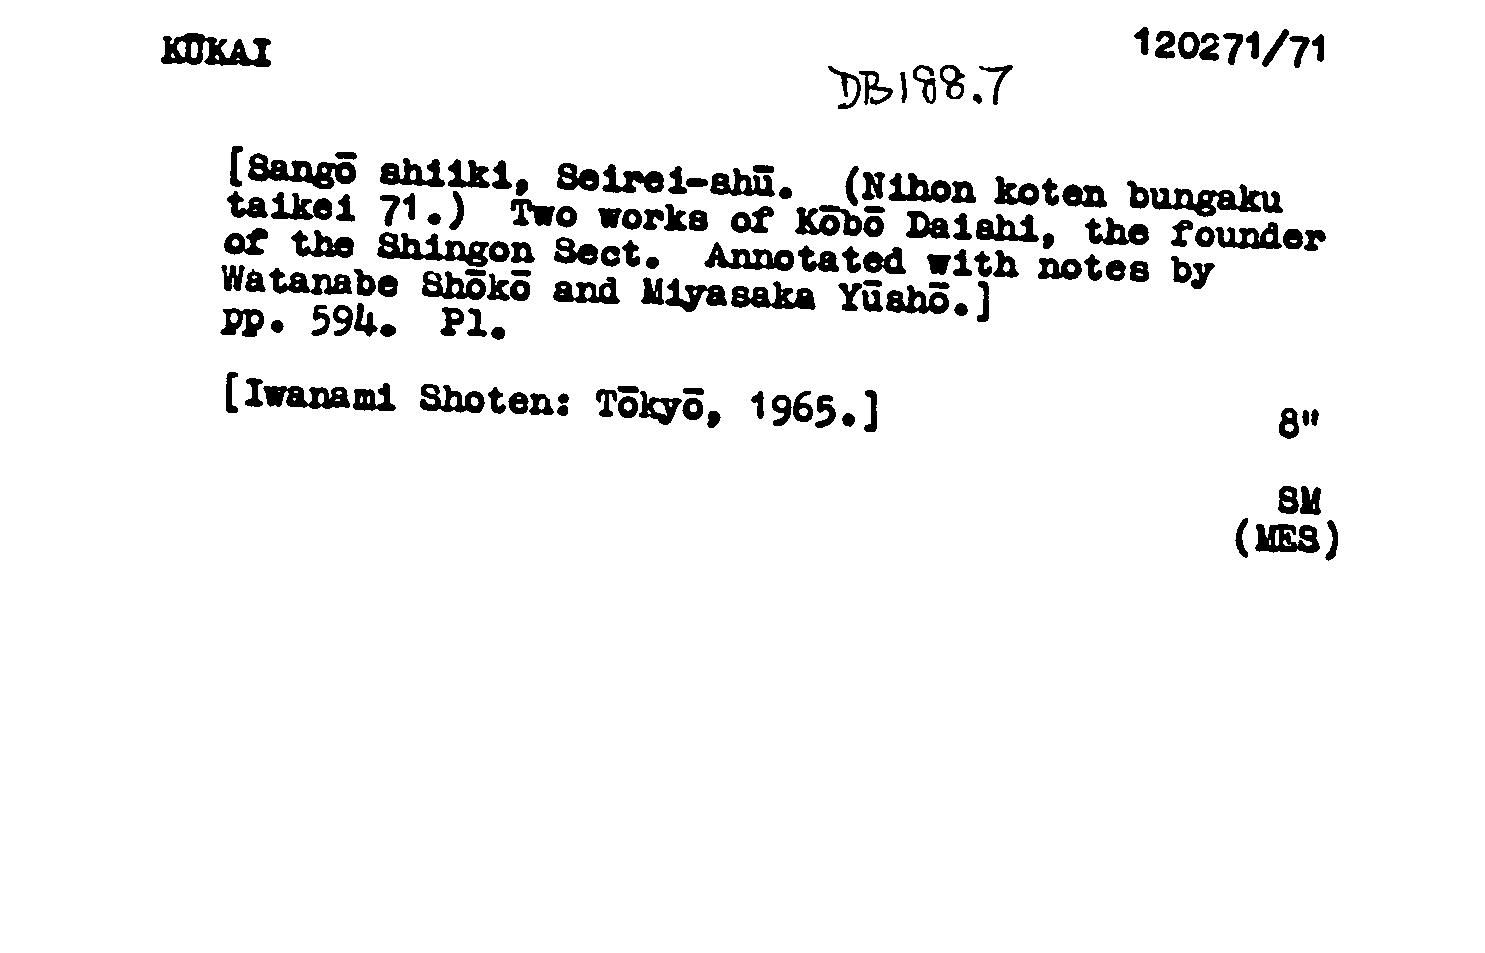 KŪKAI
120271/71
DB188.7
[Sangō shiiki, Seirei-shū. (Nihon koten bungaku
taikei 71.) Two works of Kōbō Daishi, the founder
of the Shingon Sect. Annotated with notes by
Watanabe Shōkō and Miyasaka Yūshō.]
pp. 594. Pl.
[Iwanami Shoten: Tōkyō, 1965.]
8"
SM
(MES)